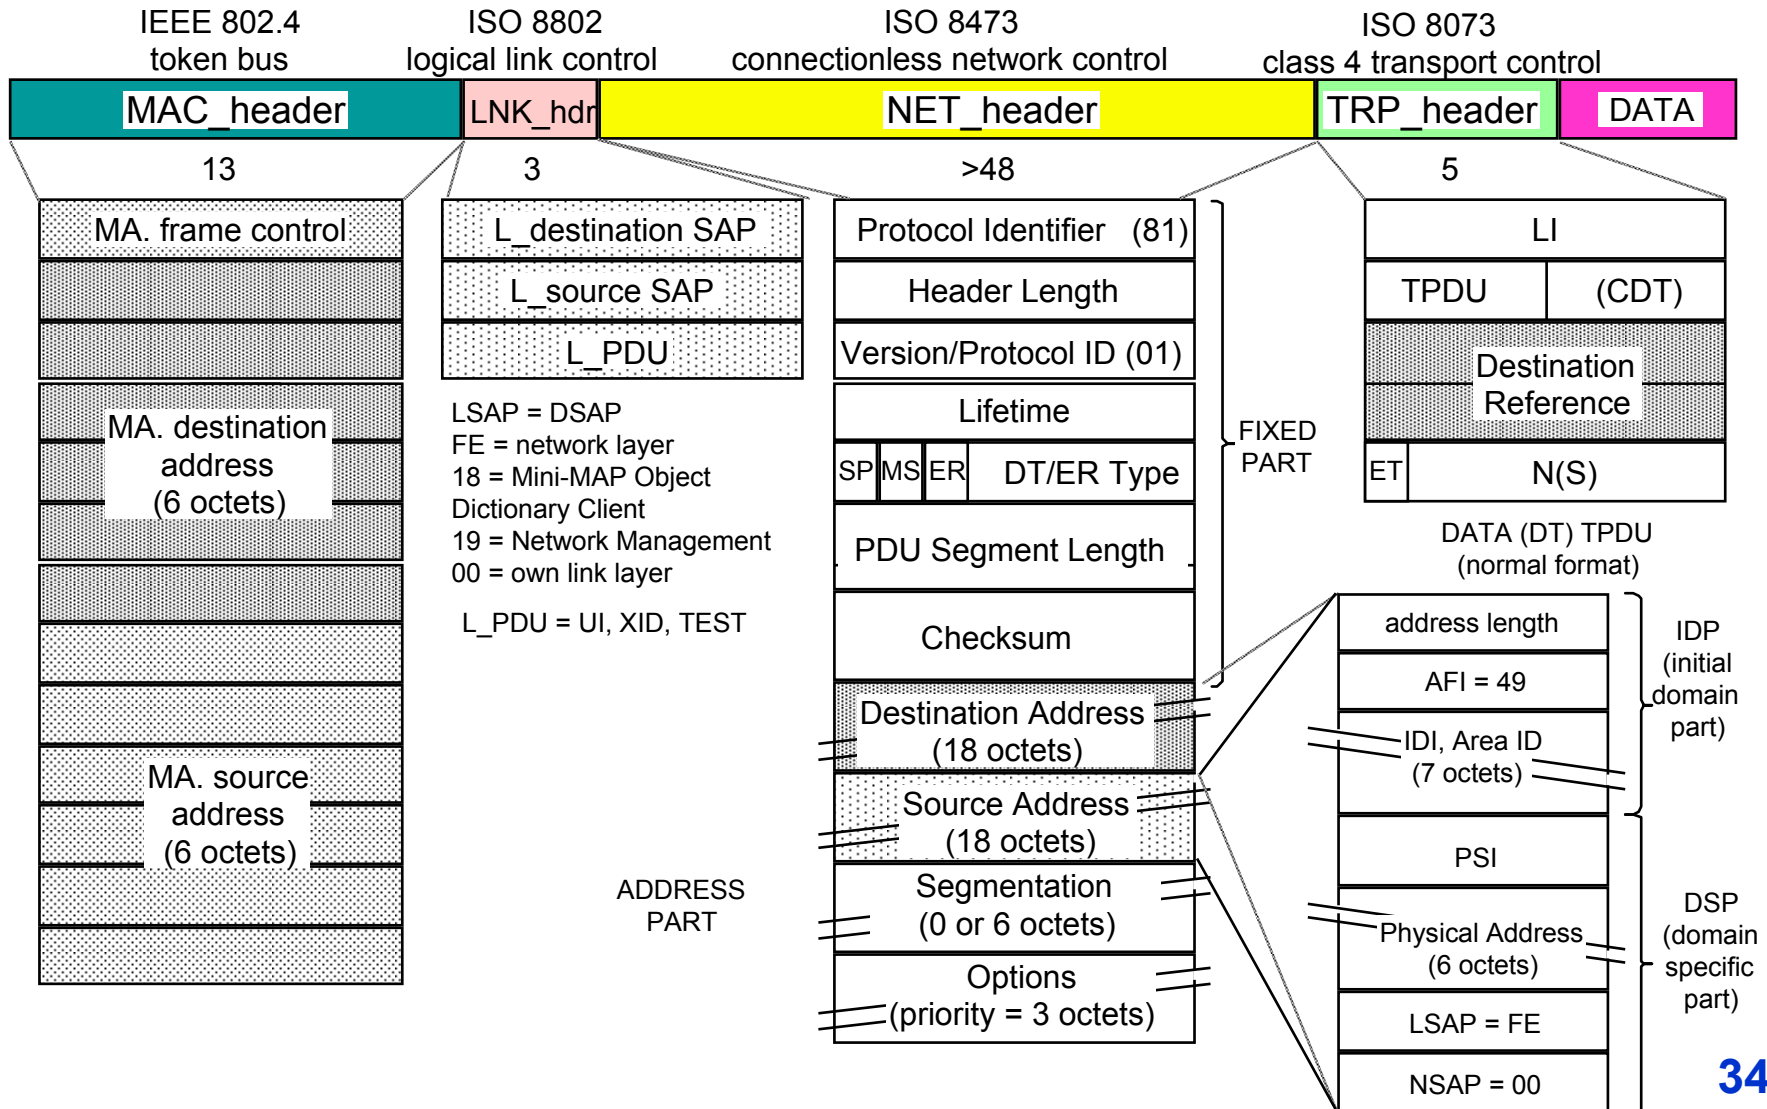 IEEE 802.4
token bus
ISO 8802
logical link control
ISO 8473
connectionless network control
ISO 8073
class 4 transport control
MAC_header
LNK_hdr
NET_header
TRP_header
DATA
13
3
>48
5
MA. frame control
MA. destination
address
(6 octets)
MA. source
address
(6 octets)
L_destination SAP
L_source SAP
L_PDU
LSAP = DSAP
FE = network layer
18 = Mini-MAP Object
Dictionary Client
19 = Network Management
00 = own link layer
L_PDU = UI, XID, TEST
Protocol Identifier (81)
Header Length
Version/Protocol ID (01)
Lifetime
SP MS ER DT/ER Type
PDU Segment Length
Checksum
Destination Address
(18 octets)
Source Address
(18 octets)
Segmentation
(0 or 6 octets)
Options
(priority = 3 octets)
FIXED
PART
ADDRESS
PART
LI
TPDU (CDT)
Destination
Reference
ET N(S)
DATA (DT) TPDU
(normal format)
address length
AFI = 49
IDI, Area ID
(7 octets)
PSI
Physical Address
(6 octets)
LSAP = FE
NSAP = 00
IDP
(initial
domain
part)
DSP
(domain
specific
part)
34